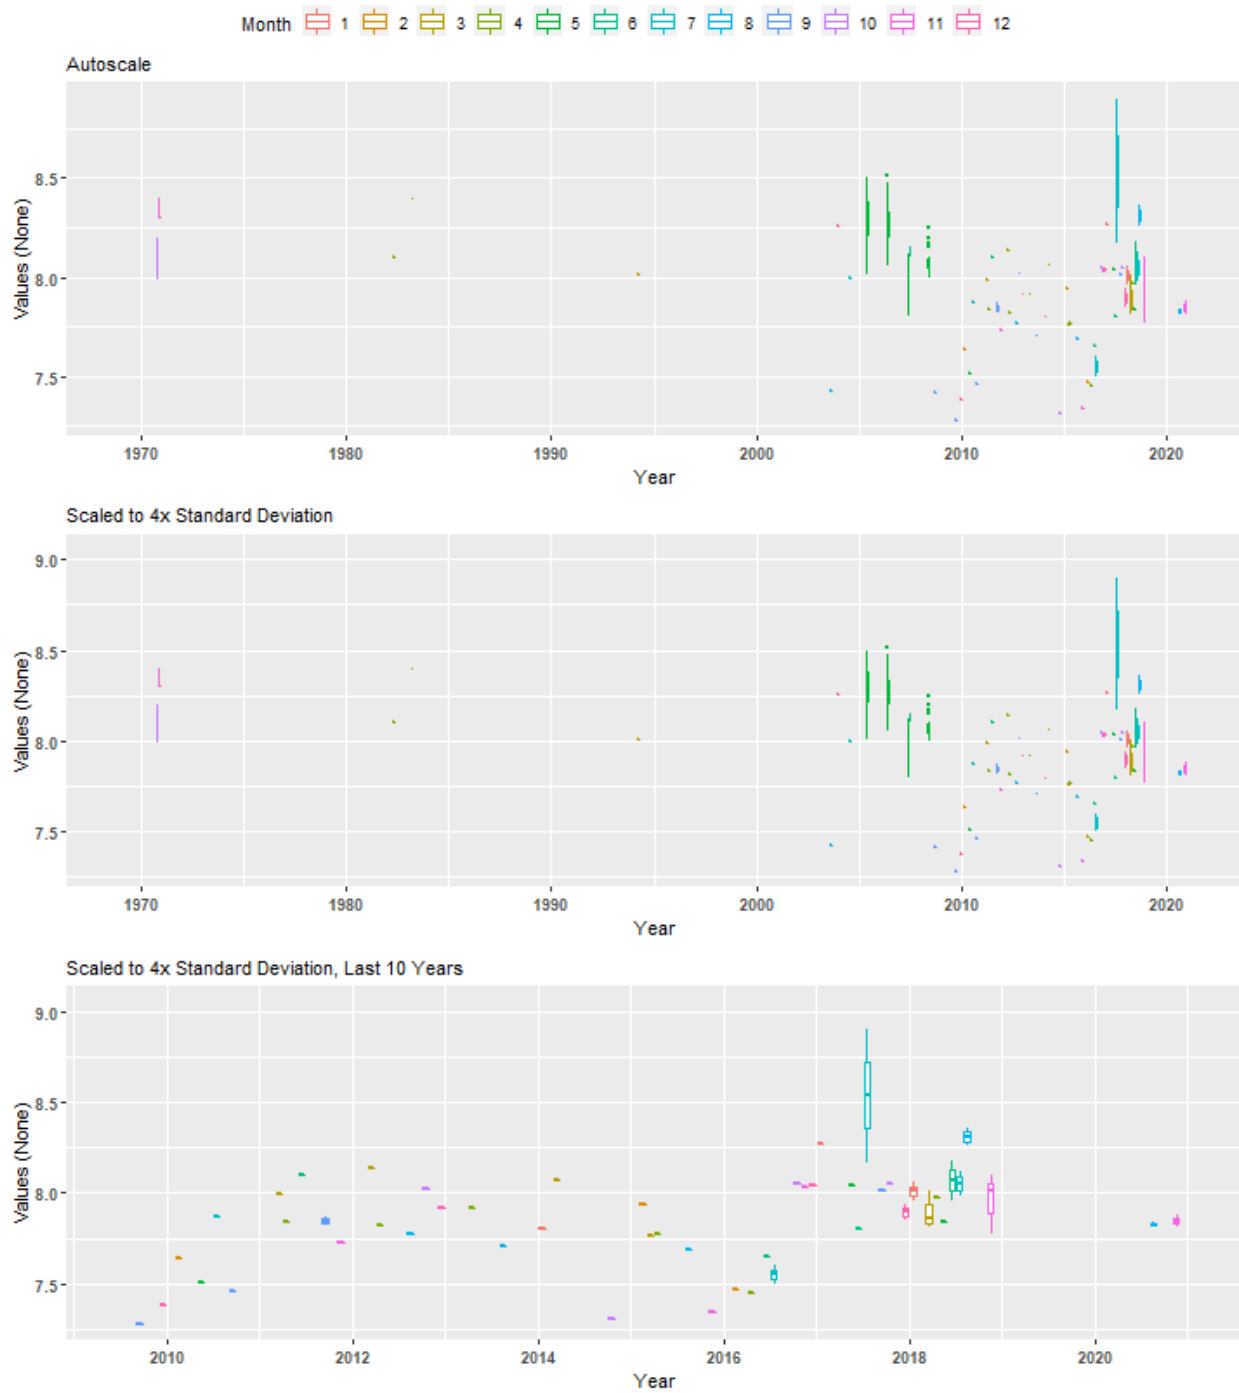 Month 1 2 3 4 5 6 7 8 9 10 11 12
Autoscale
Values (None)
8.5
8.0
7.5
1970 1980 1990 2000 2010 2020
Year
Scaled to 4x Standard Deviation
Values (None)
9.0
8.5
8.0
7.5
1970 1980 1990 2000 2010 2020
Year
Scaled to 4x Standard Deviation, Last 10 Years
Values (None)
9.0
8.5
8.0
7.5
2010 2012 2014 2016 2018 2020
Year